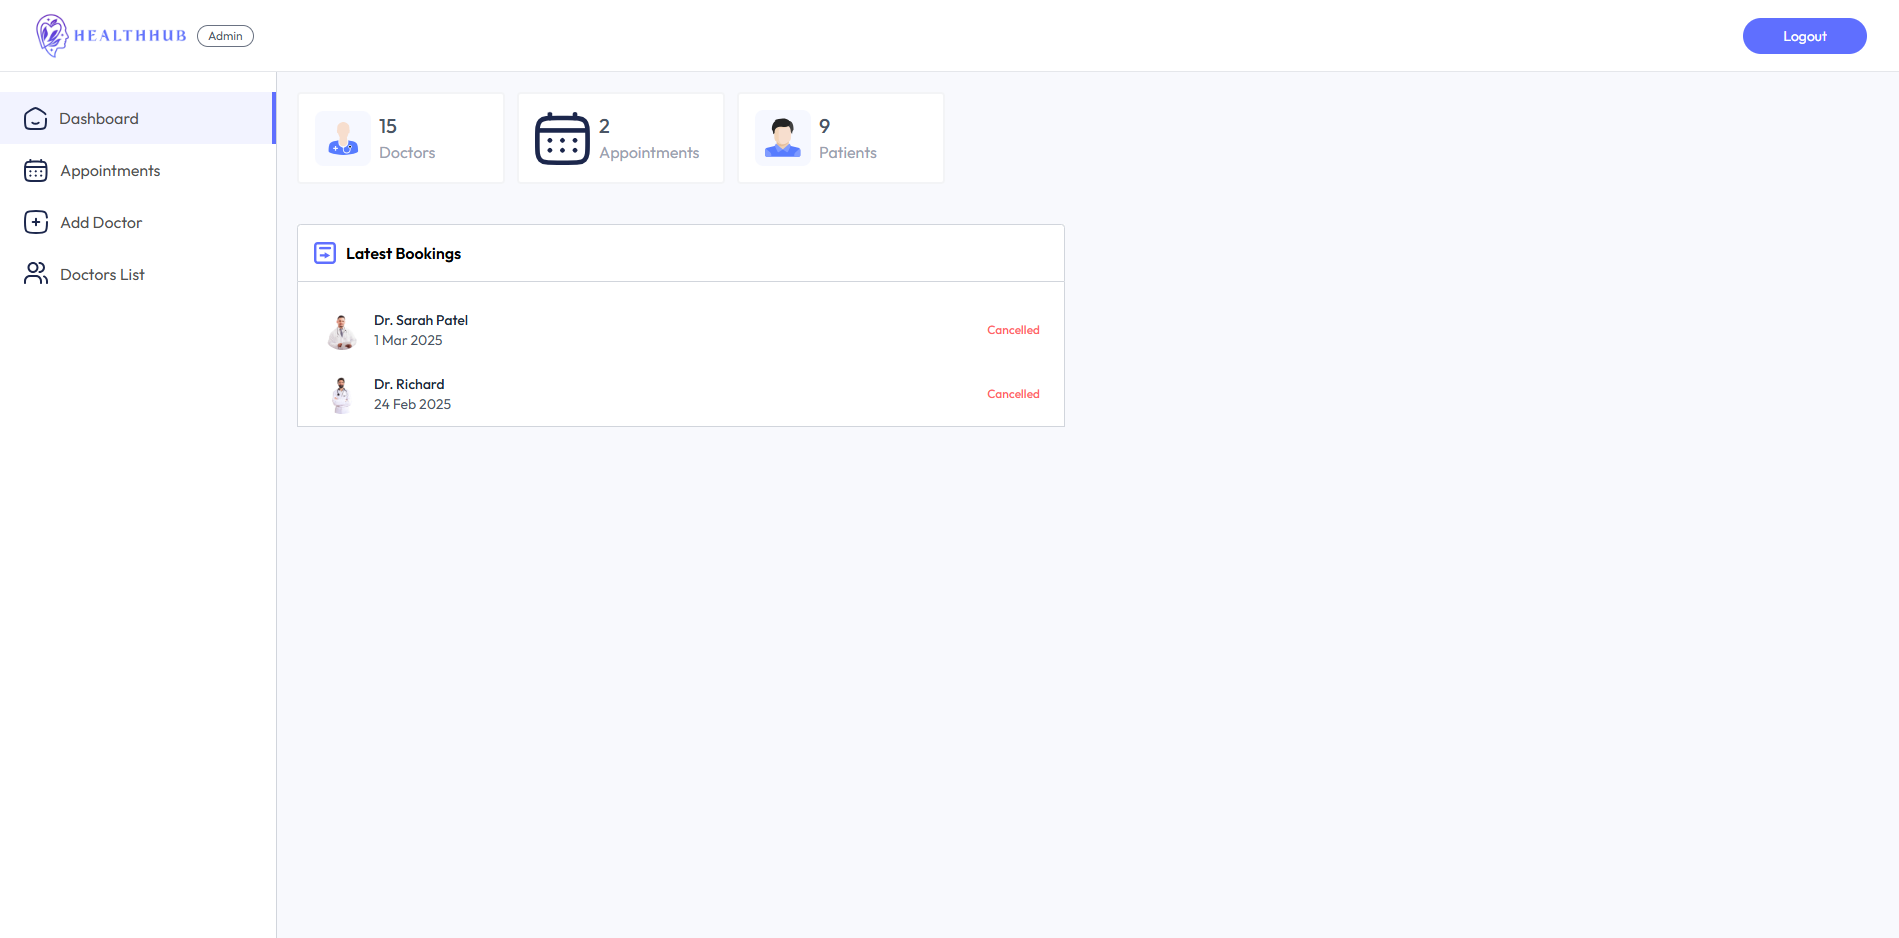 HEALTHHUB
Admin
Logout
Dashboard
Appointments
Add Doctor
Doctors List
15
Doctors
2
Appointments
9
Patients
Latest Bookings
Dr. Sarah Patel
1 Mar 2025
Cancelled
Dr. Richard
24 Feb 2025
Cancelled